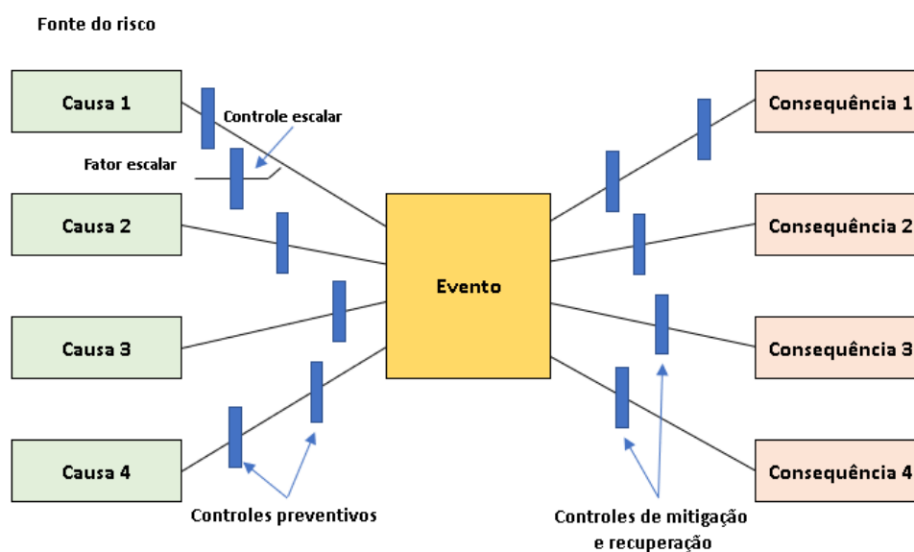 Fonte do risco
Causa 1
Controle escalar
Fator escalar
Causa 2
Causa 3
Causa 4
Controles preventivos
Evento
Consequência 1
Consequência 2
Consequência 3
Consequência 4
Controles de mitigação
e recuperação